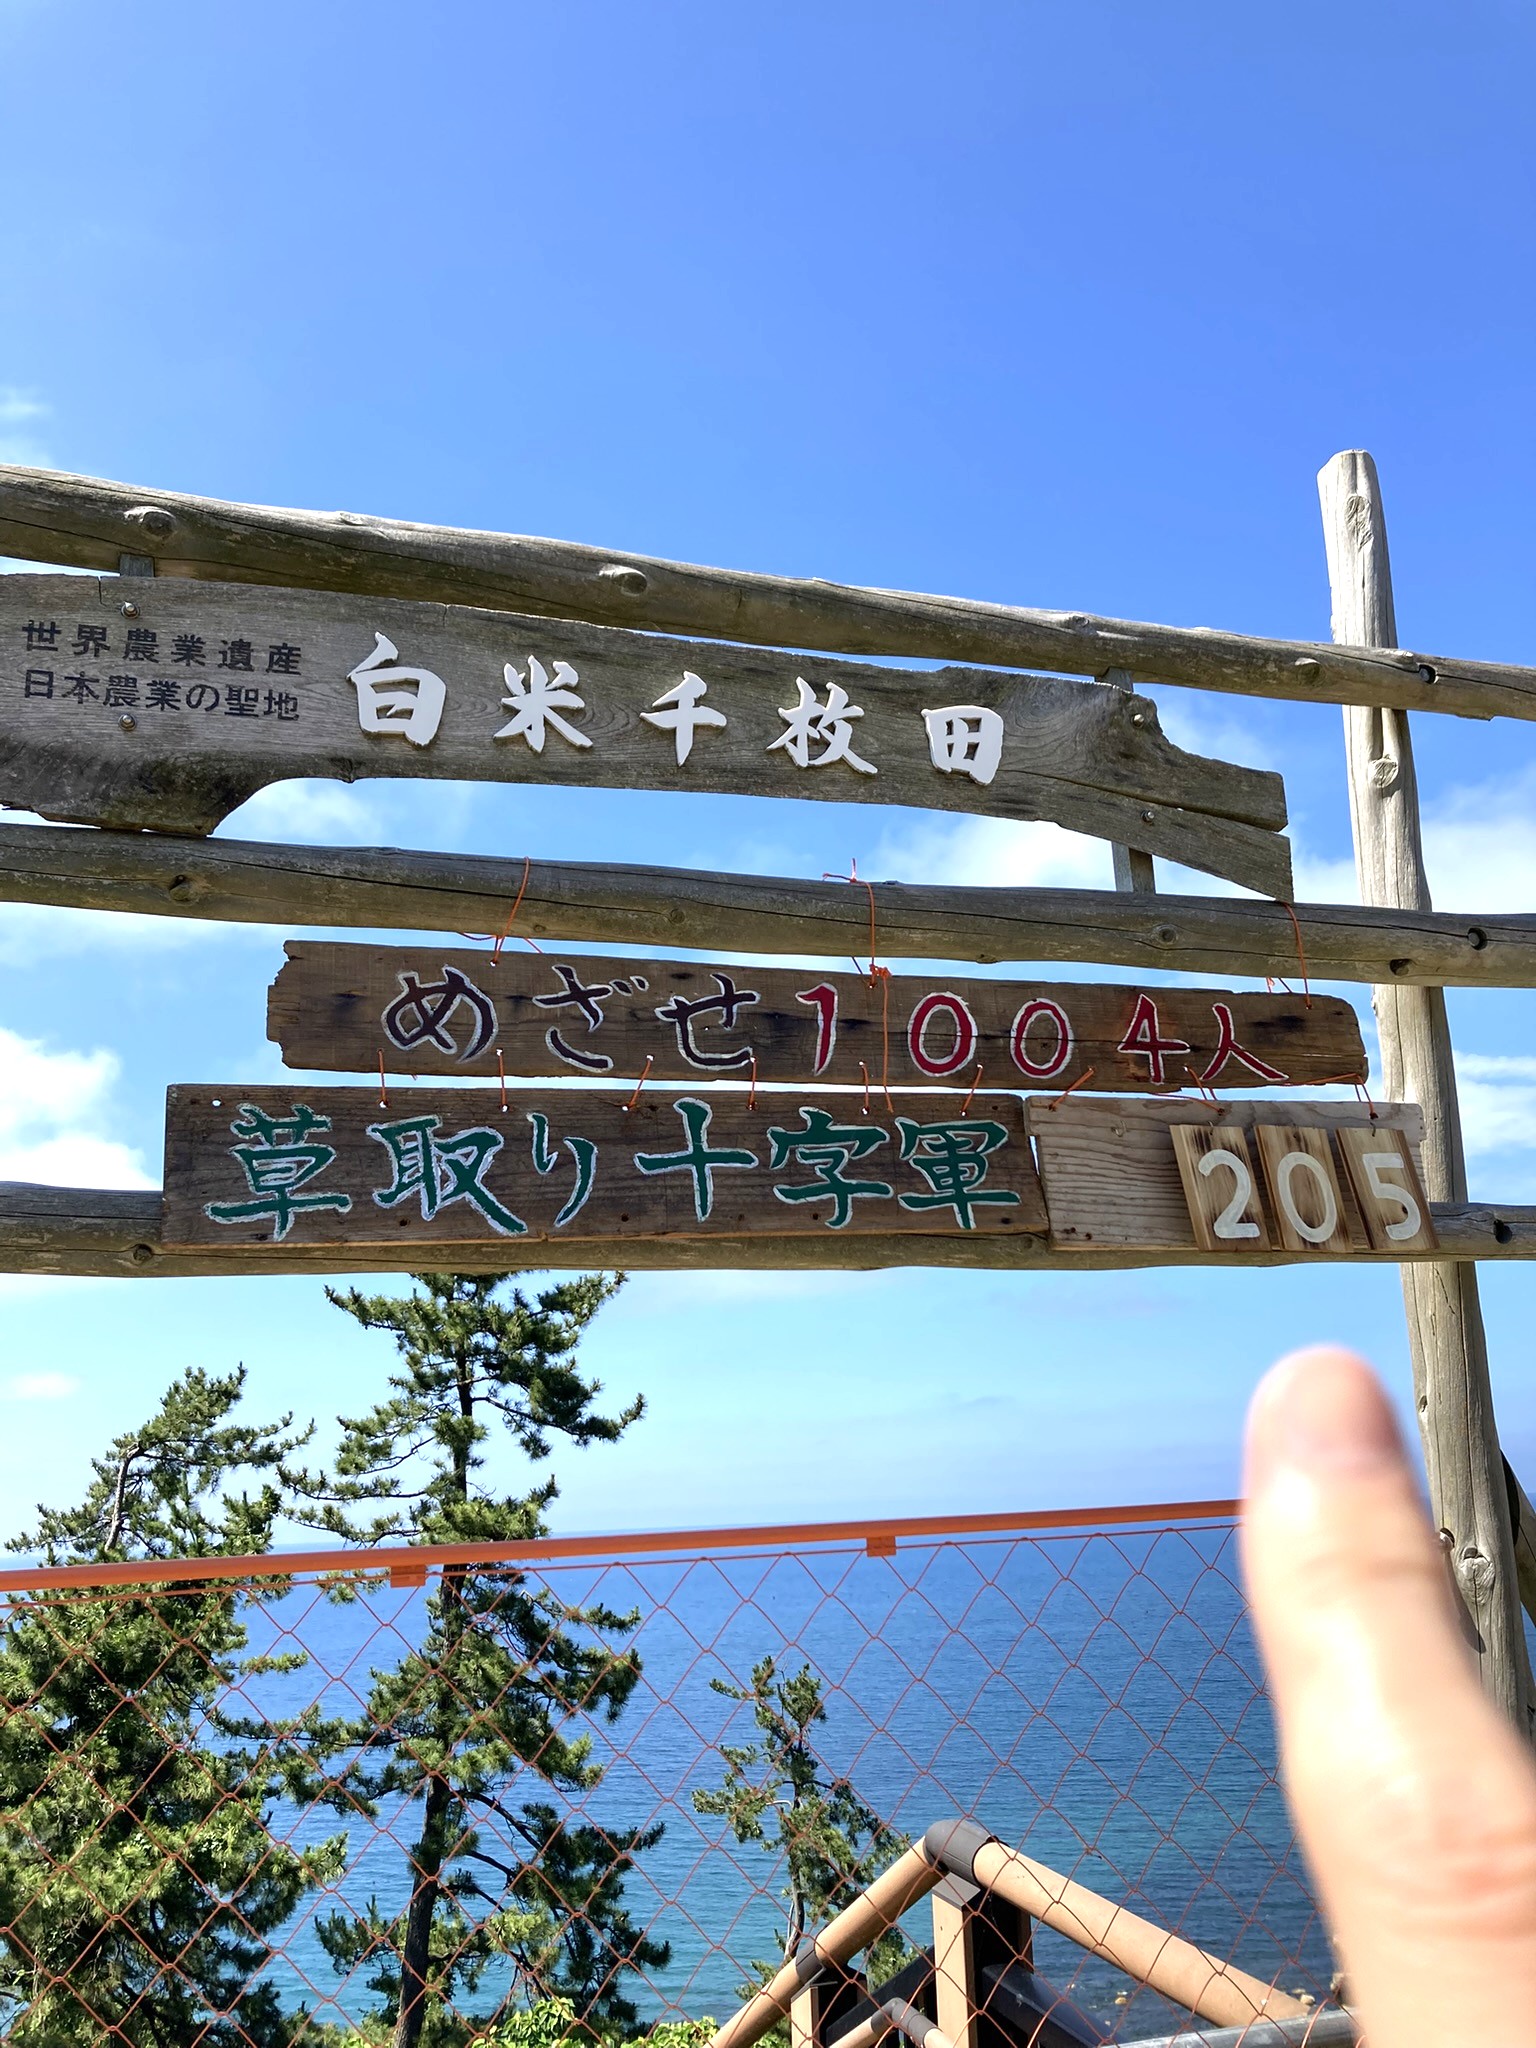 世界農業遺産
日本農業の聖地
白米千枚田
めざせ1004人
草取り十字軍 205